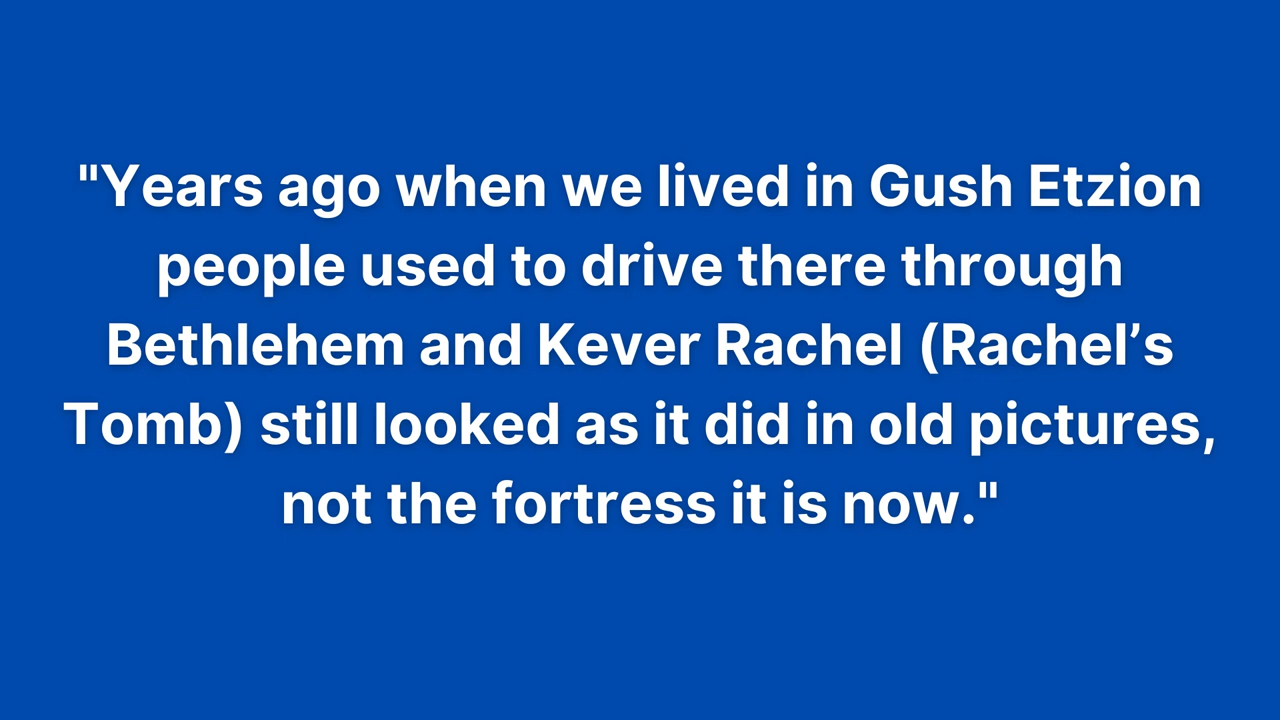 "Years ago when we lived in Gush Etzion
people used to drive there through
Bethlehem and Kever Rachel (Rachel’s
Tomb) still looked as it did in old pictures,
not the fortress it is now."